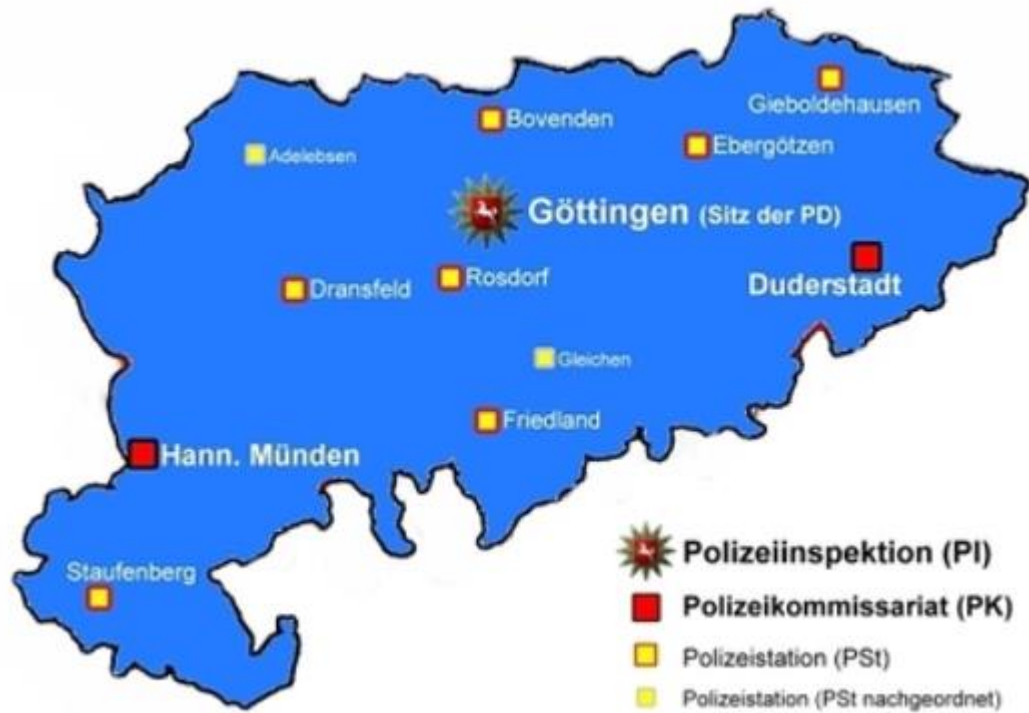 Gieboldehausen
Bovenden
Ebergötzen
Adelebsen
Göttingen (Sitz der PD)
Rosdorf
Dransfeld
Duderstadt
Gleichen
Friedland
Hann. Münden
Staufenberg
Polizeiinspektion (PI)
Polizeikommissariat (PK)
Polizeistation (PSt)
Polizeistation (PSt nachgeordnet)